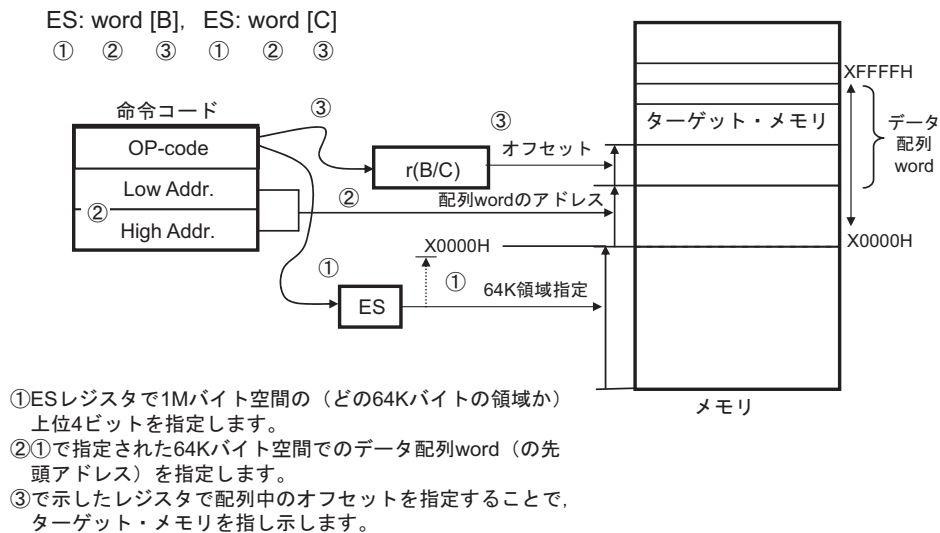 ES: word [B], ES: word [C]
① ② ③ ① ② ③
命令コード
OP-code
Low Addr.
②
High Addr.
③
r(B/C)
③
オフセット
②
配列wordのアドレス
①
ES
X0000H
①
64K領域指定
ターゲット・メモリ
XFFFFH
データ
配列
word
X0000H
メモリ
①ESレジスタで1Mバイト空間の（どの64Kバイトの領域か）
上位4ビットを指定します。
②①で指定された64Kバイト空間でのデータ配列word（の先
頭アドレス）を指定します。
③で示したレジスタで配列中のオフセットを指定することで,
ターゲット・メモリを指し示します。